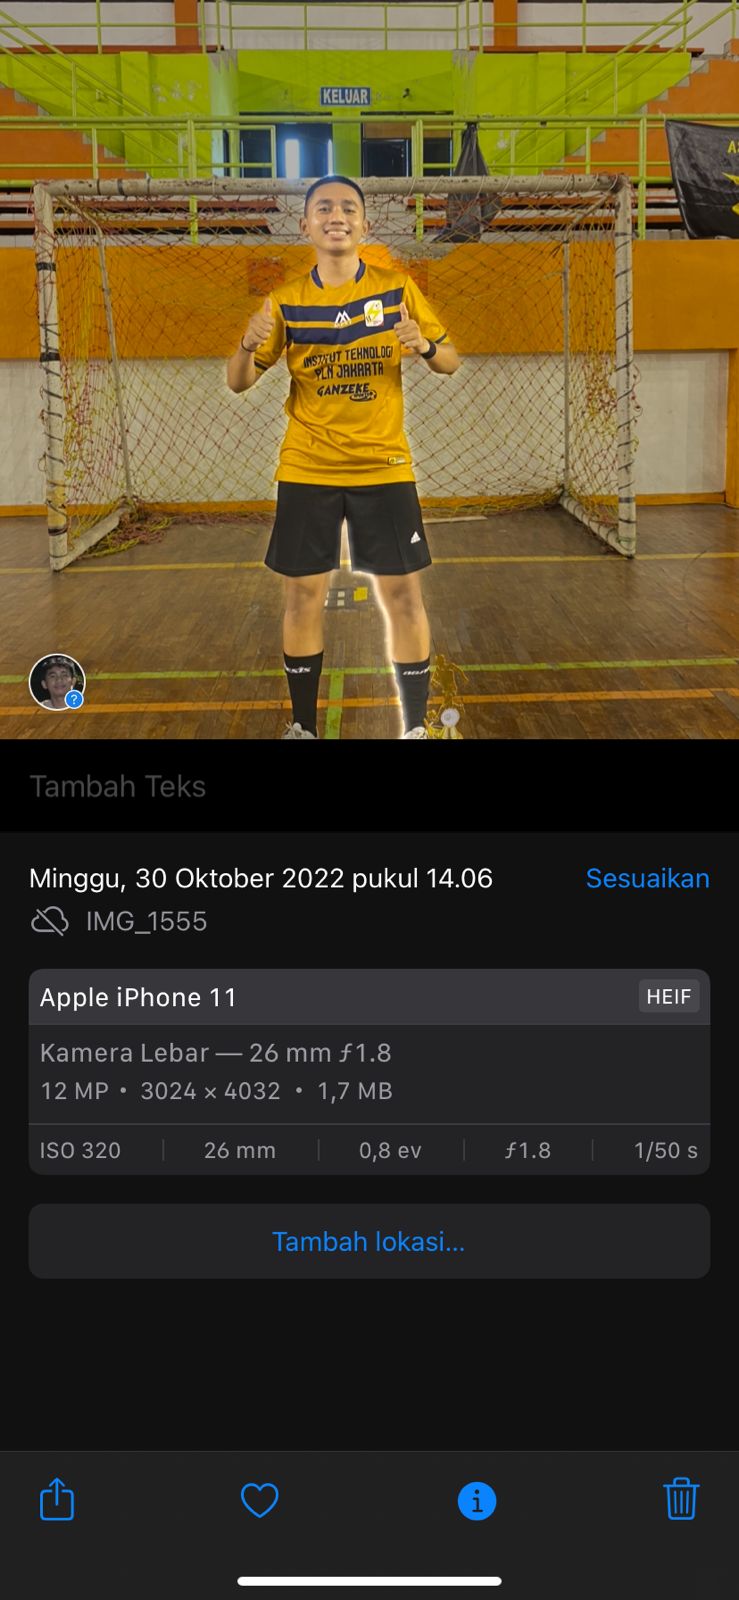 KELUAR
INSTITUT TEKNOLOGI
PLN JAKARTA
GANZEKE
Tambah Teks
Minggu, 30 Oktober 2022 pukul 14.06
Sesuaikan
IMG_1555
Apple iPhone 11
HEIF
Kamera Lebar — 26 mm ƒ1.8
12 MP • 3024 × 4032 • 1,7 MB
ISO 320 | 26 mm | 0,8 ev | ƒ1.8 | 1/50 s
Tambah lokasi...